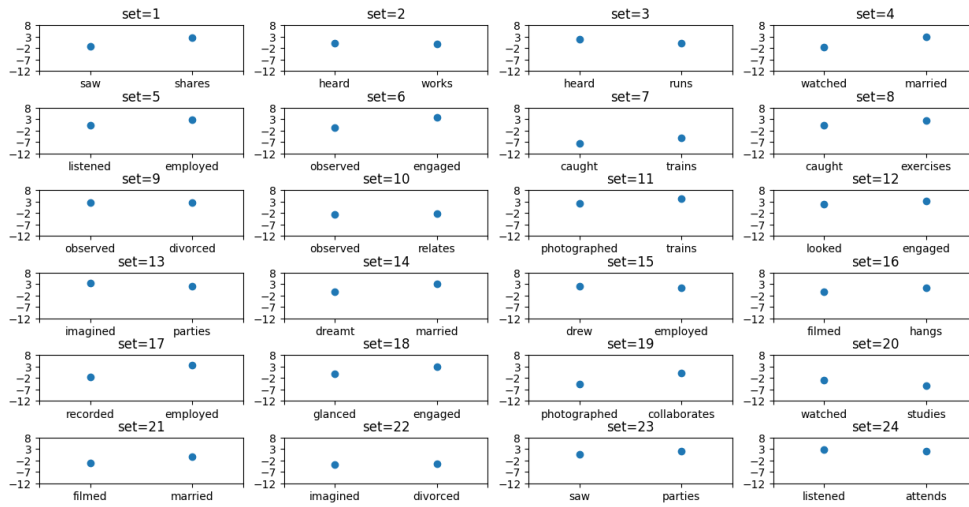 set=1 set=2 set=3 set=4
8 8 8 8
3 3 3 3
−2 −2 −2 −2
−7 −7 −7 −7
−12 −12 −12 −12
saw shares heard works heard runs watched married
set=5 set=6 set=7 set=8
8 8 8 8
3 3 3 3
−2 −2 −2 −2
−7 −7 −7 −7
−12 −12 −12 −12
listened employed observed engaged caught trains caught exercises
set=9 set=10 set=11 set=12
8 8 8 8
3 3 3 3
−2 −2 −2 −2
−7 −7 −7 −7
−12 −12 −12 −12
observed divorced observed relates photographed trains looked engaged
set=13 set=14 set=15 set=16
8 8 8 8
3 3 3 3
−2 −2 −2 −2
−7 −7 −7 −7
−12 −12 −12 −12
imagined parties dreamt married drew employed filmed hangs
set=17 set=18 set=19 set=20
8 8 8 8
3 3 3 3
−2 −2 −2 −2
−7 −7 −7 −7
−12 −12 −12 −12
recorded employed glanced engaged photographed collaborates watched studies
set=21 set=22 set=23 set=24
8 8 8 8
3 3 3 3
−2 −2 −2 −2
−7 −7 −7 −7
−12 −12 −12 −12
filmed married imagined divorced saw parties listened attends